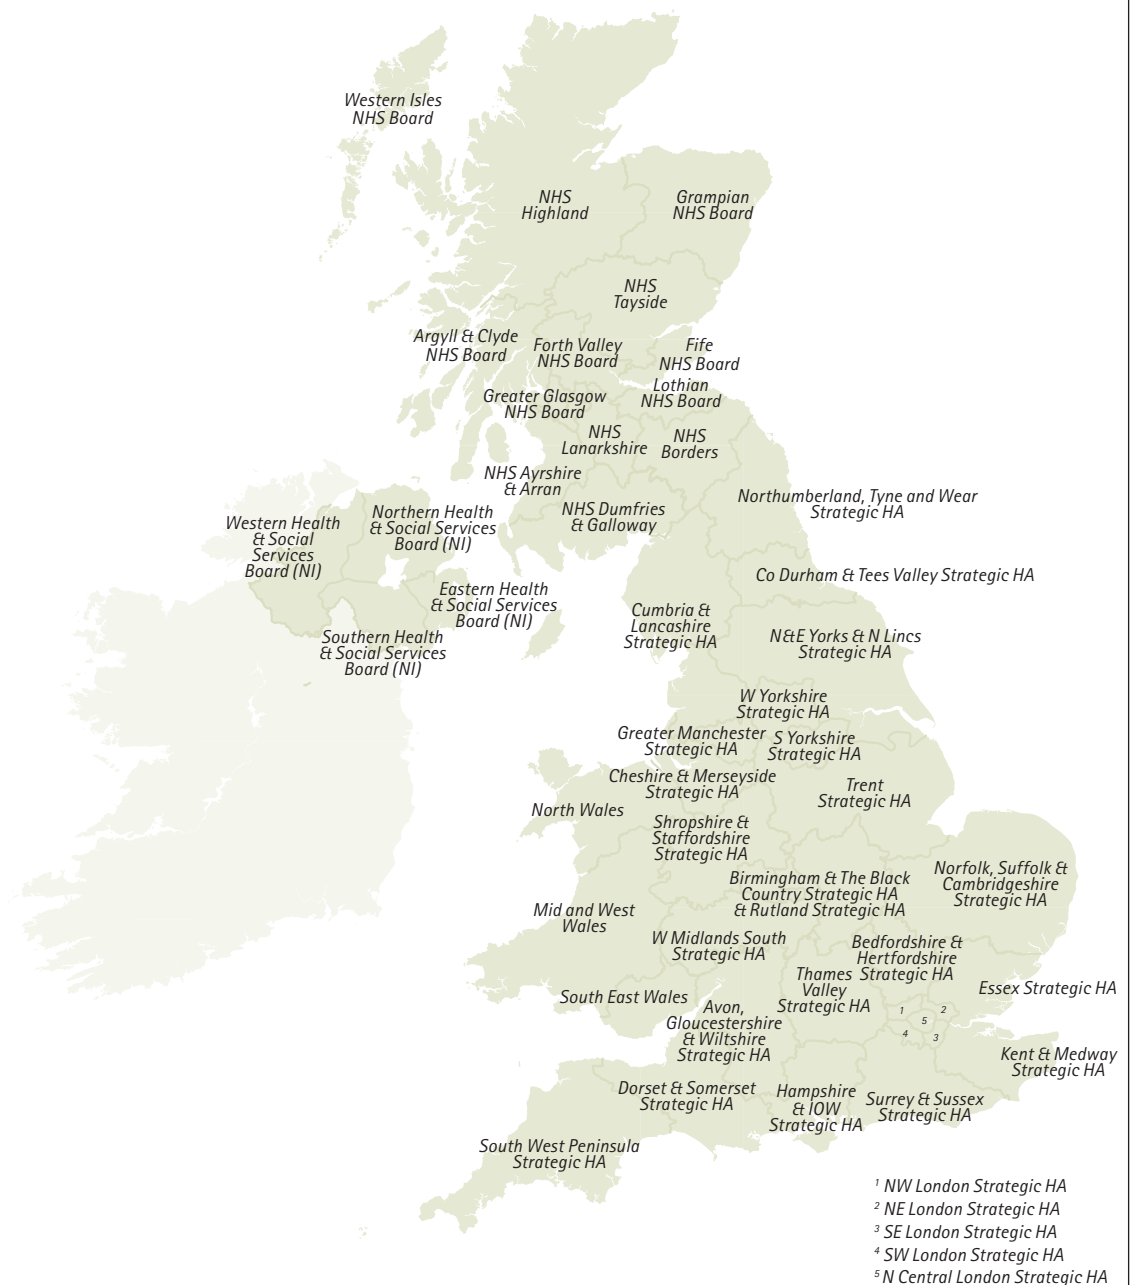 Western Isles
NHS Board
NHS
Highland
Grampian
NHS Board
NHS
Tayside
Argyll & Clyde
NHS Board
Forth Valley
NHS Board
Fife
NHS Board
Lothian
NHS Board
Greater Glasgow
NHS Board
NHS
Lanarkshire
NHS
Borders
NHS Ayrshire
& Arran
NHS Dumfries
& Galloway
Northumberland, Tyne and Wear
Strategic HA
Western Health
& Social
Services
Board (NI)
Northern Health
& Social Services
Board (NI)
Eastern Health
& Social Services
Board (NI)
Southern Health
& Social Services
Board (NI)
Co Durham & Tees Valley Strategic HA
Cumbria &
Lancashire
Strategic HA
N&E Yorks & N Lincs
Strategic HA
W Yorkshire
Strategic HA
Greater Manchester
Strategic HA
S Yorkshire
Strategic HA
Cheshire & Merseyside
Strategic HA
Trent
Strategic HA
North Wales
Shropshire &
Staffordshire
Strategic HA
Birmingham & The Black
Country Strategic HA
& Rutland Strategic HA
Norfolk, Suffolk &
Cambridgeshire
Strategic HA
Mid and West
Wales
W Midlands South
Strategic HA
Bedfordshire &
Hertfordshire
Strategic HA
Thames
Valley
Strategic HA
Essex Strategic HA
South East Wales
Avon,
Gloucestershire
& Wiltshire
Strategic HA
1
2
5
4
3
Kent & Medway
Strategic HA
Dorset & Somerset
Strategic HA
Hampshire
& IOW
Strategic HA
Surrey & Sussex
Strategic HA
South West Peninsula
Strategic HA
1 NW London Strategic HA
2 NE London Strategic HA
3 SE London Strategic HA
4 SW London Strategic HA
5 N Central London Strategic HA